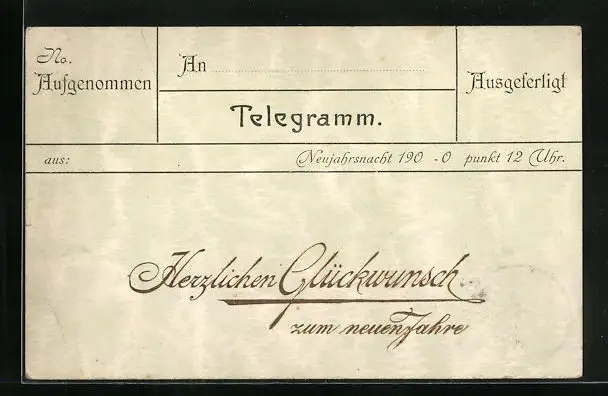 No.
Aufgenommen
An
Ausgefertigt
Telegramm.
aus: Neujahrsnacht 190 -0 punkt 12 Uhr.
Herzlichen Glückwunsch
zum neuen Jahre